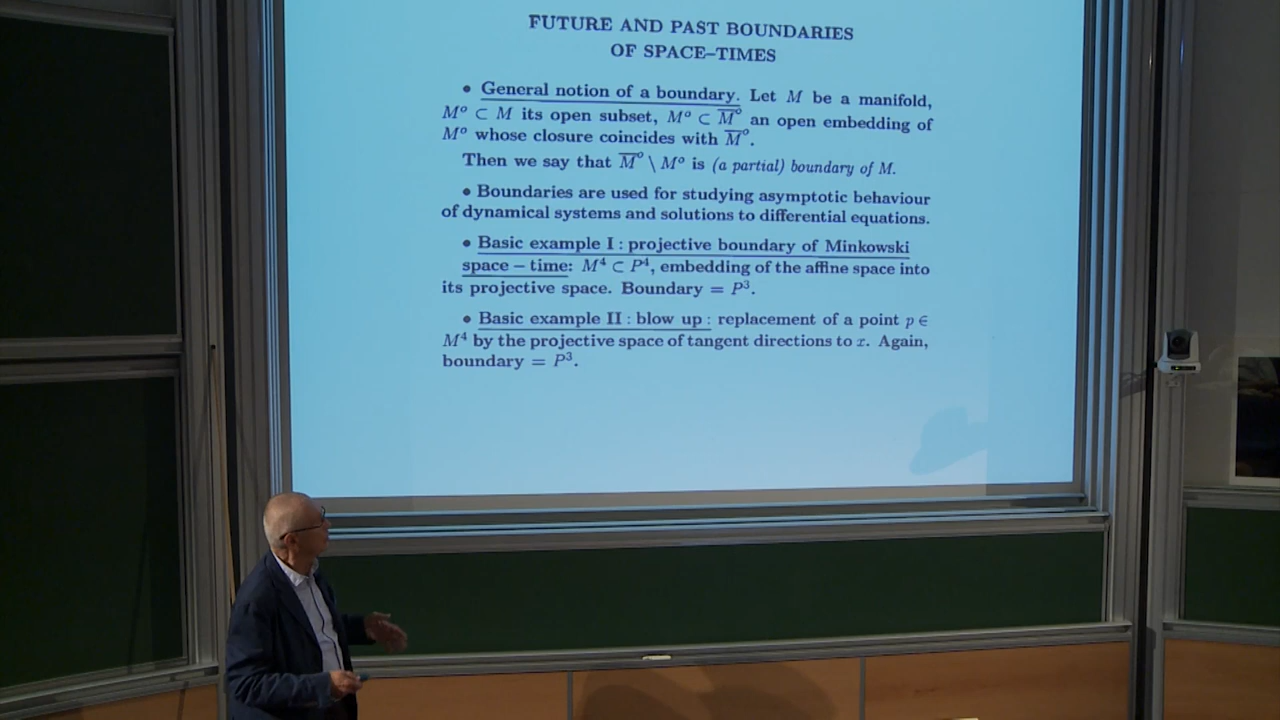 FUTURE AND PAST BOUNDARIES
OF SPACE–TIMES
• General notion of a boundary. Let M be a manifold,
Mᵒ ⊂ M its open subset, Mᵒ ⊂ M̅ᵒ an open embedding of
Mᵒ whose closure coincides with M̅ᵒ.
Then we say that M̅ᵒ \ Mᵒ is (a partial) boundary of M.
• Boundaries are used for studying asymptotic behaviour
of dynamical systems and solutions to differential equations.
• Basic example I : projective boundary of Minkowski
space – time: M⁴ ⊂ P⁴, embedding of the affine space into
its projective space. Boundary = P³.
• Basic example II : blow up : replacement of a point p ∈
M⁴ by the projective space of tangent directions to x. Again,
boundary = P³.